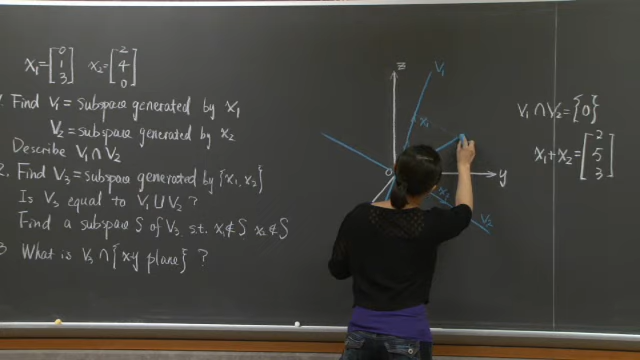 X₁ = [0 1 3] X₂ = [2 4 0]
1. Find V₁ = Subspace generated by X₁
V₂ = subspace generated by X₂
Describe V₁ ∩ V₂
2. Find V₃ = Subspace generated by {X₁, X₂}
Is V₃ equal to V₁ ∪ V₂ ?
Find a subspace S of V₃, s.t. X₁ ∉ S X₂ ∉ S
3 What is V₃ ∩ {xy plane} ?
z
V₁
X₁
0
y
V₂
V₁ ∩ V₂ = {0}
X₁ + X₂ = [2 5 3]